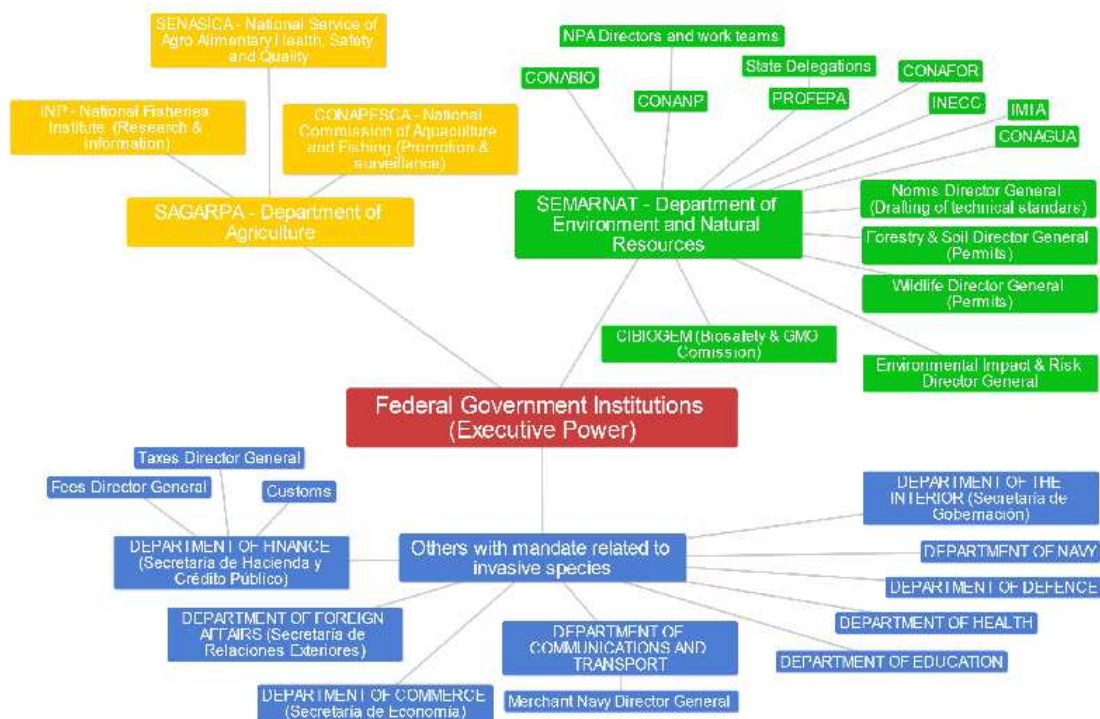 SENASICA - National Service of
Agro Alimentary Health, Safety
and Quality
INP - National Fisheries
Institute (Research &
information)
CONAPESCA - National
Commission of Aquaculture
and Fishing (Promotion &
surveillance)
SAGARPA - Department of
Agriculture
NPA Directors and work teams
CONABIO
CONANP
State Delegations
PROFEPA
CONAFOR
INECC
IMTA
CONAGUA
SEMARNAT - Department of
Environment and Natural
Resources
Norms Director General
(Drafting of technical standars)
Forestry & Soil Director General
(Permits)
Wildlife Director General
(Permits)
CIBIOGEM (Biosafety & GMO
Comission)
Environmental Impact & Risk
Director General
Federal Government Institutions
(Executive Power)
Taxes Director General
Fees Director General
Customs
DEPARTMENT OF FINANCE
(Secretaria de Hacienda y
Crédito Público)
Others with mandate related to
invasive species
DEPARTMENT OF THE
INTERIOR (Secretaría de
Gobernación)
DEPARTMENT OF NAVY
DEPARTMENT OF DEFENCE
DEPARTMENT OF HEALTH
DEPARTMENT OF EDUCATION
DEPARTMENT OF FOREIGN
AFFAIRS (Secretaría de
Relaciones Exteriores)
DEPARTMENT OF
COMMUNICATIONS AND
TRANSPORT
Merchant Navy Director General
DEPARTMENT OF COMMERCE
(Secretaría de Economía)